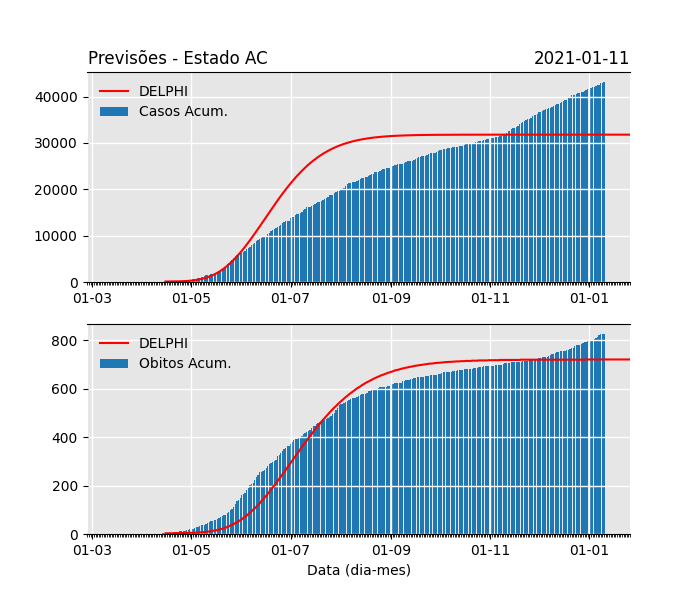 Previsões - Estado AC 2021-01-11
DELPHI
Casos Acum.
40000
30000
20000
10000
0
01-03 01-05 01-07 01-09 01-11 01-01
DELPHI
Obitos Acum.
800
600
400
200
0
01-03 01-05 01-07 01-09 01-11 01-01
Data (dia-mes)